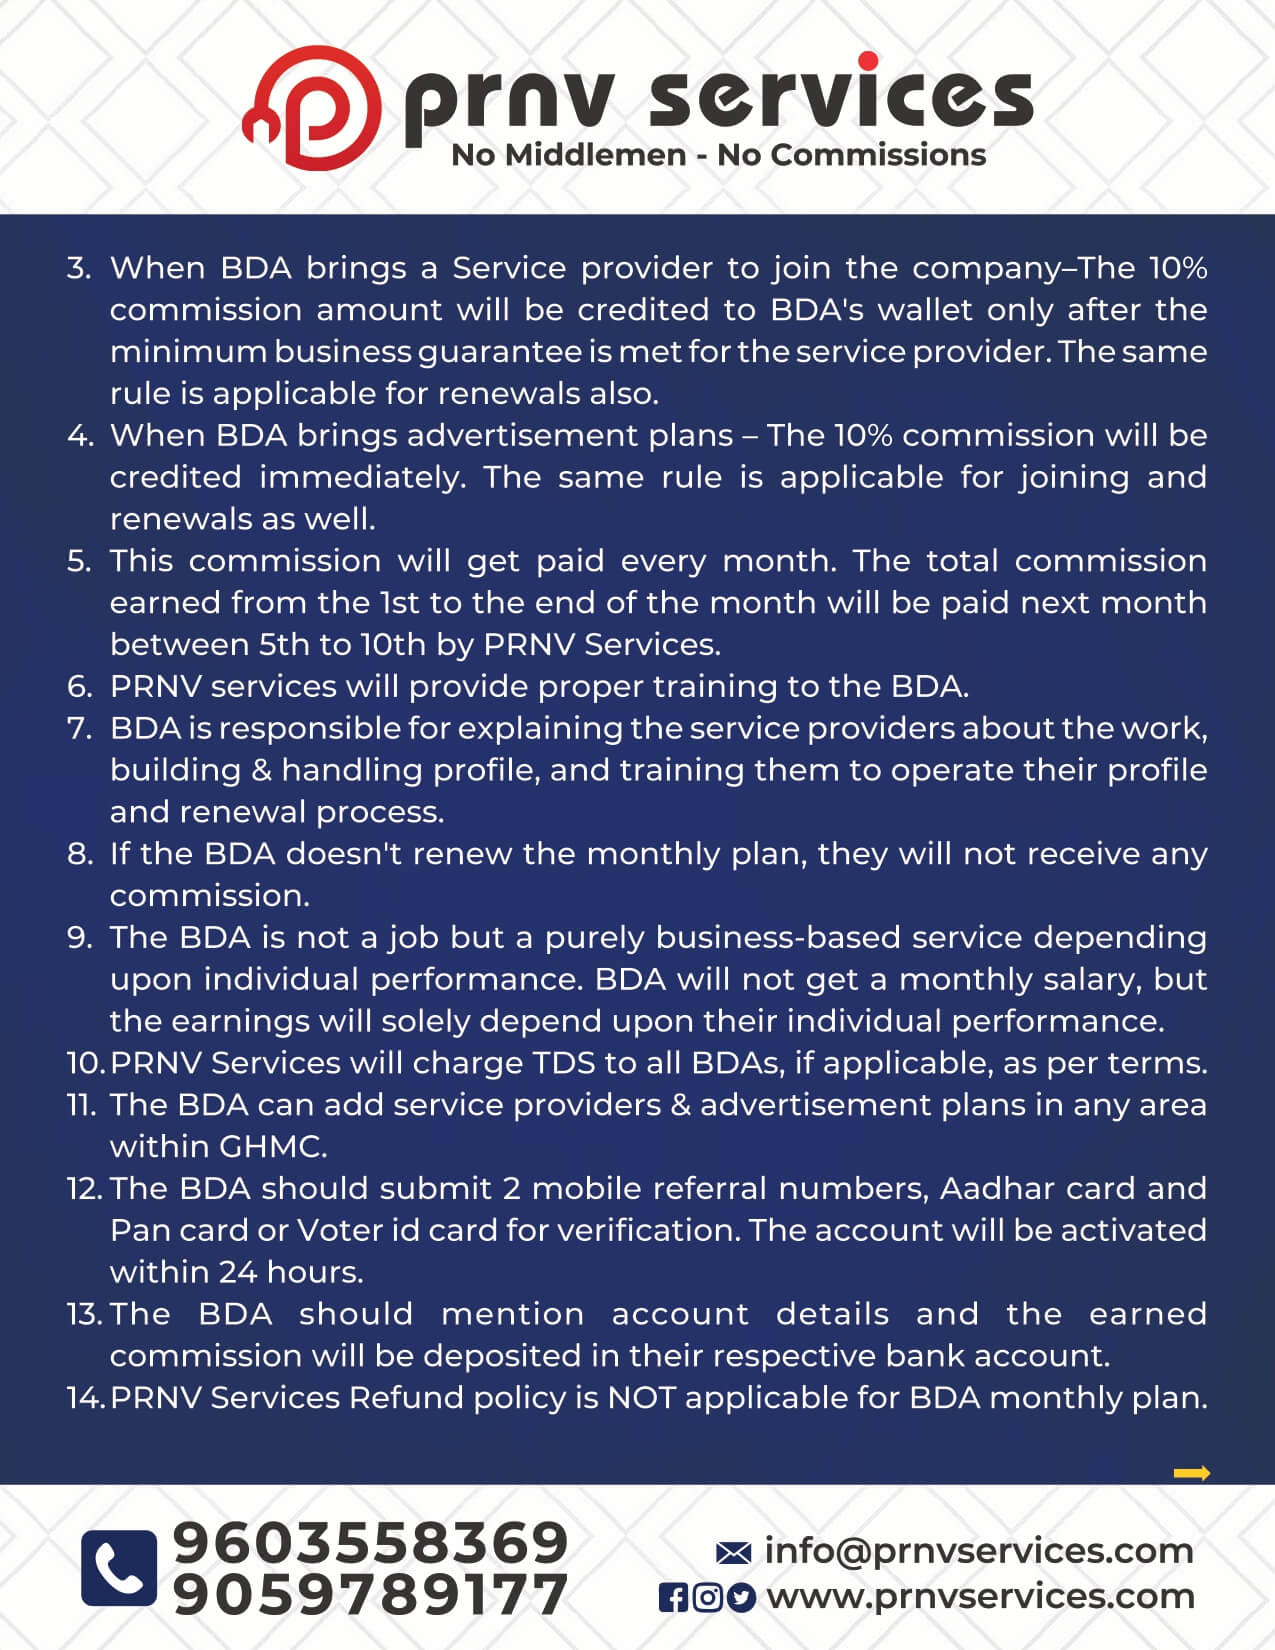 prnv services
No Middlemen - No Commissions
3. When BDA brings a Service provider to join the company–The 10%
commission amount will be credited to BDA's wallet only after the
minimum business guarantee is met for the service provider. The same
rule is applicable for renewals also.
4. When BDA brings advertisement plans – The 10% commission will be
credited immediately. The same rule is applicable for joining and
renewals as well.
5. This commission will get paid every month. The total commission
earned from the 1st to the end of the month will be paid next month
between 5th to 10th by PRNV Services.
6. PRNV services will provide proper training to the BDA.
7. BDA is responsible for explaining the service providers about the work,
building & handling profile, and training them to operate their profile
and renewal process.
8. If the BDA doesn't renew the monthly plan, they will not receive any
commission.
9. The BDA is not a job but a purely business-based service depending
upon individual performance. BDA will not get a monthly salary, but
the earnings will solely depend upon their individual performance.
10. PRNV Services will charge TDS to all BDAs, if applicable, as per terms.
11. The BDA can add service providers & advertisement plans in any area
within GHMC.
12. The BDA should submit 2 mobile referral numbers, Aadhar card and
Pan card or Voter id card for verification. The account will be activated
within 24 hours.
13. The BDA should mention account details and the earned
commission will be deposited in their respective bank account.
14. PRNV Services Refund policy is NOT applicable for BDA monthly plan.
9603558369
9059789177
info@prnvservices.com
www.prnvservices.com